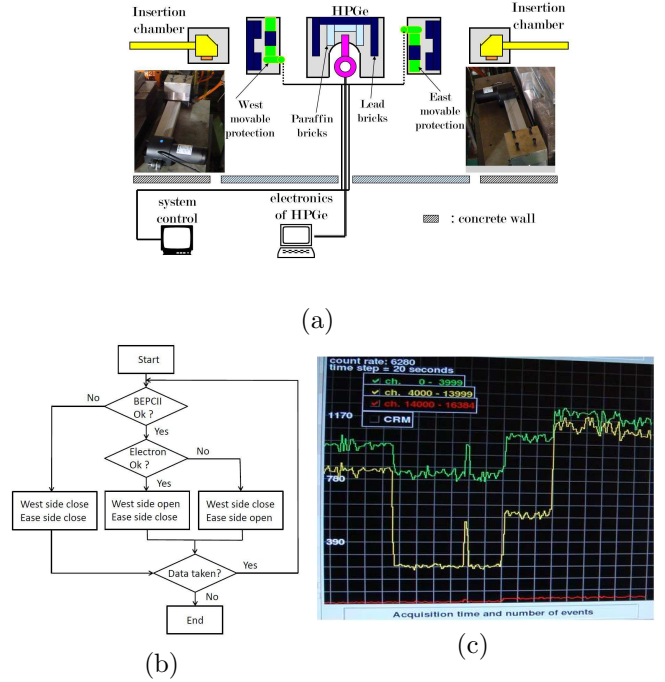 HPGe
Insertion
chamber
Insertion
chamber
West
movable
protection
Paraffin
bricks
Lead
bricks
East
movable
protection
system
control
electronics
of HPGe
: concrete wall
(a)
Start
BEPCII
Ok ?
No
Yes
Electron
Ok ?
No
Yes
West side close
Ease side close
West side open
Ease side close
West side close
Ease side open
Data taken?
Yes
No
End
(b)
count rate: 6280
time step = 20 seconds
ch. 0 - 3999
ch. 4000 - 13999
ch. 14000 - 16384
CRM
1170
780
390
Acquisition time and number of events
(c)